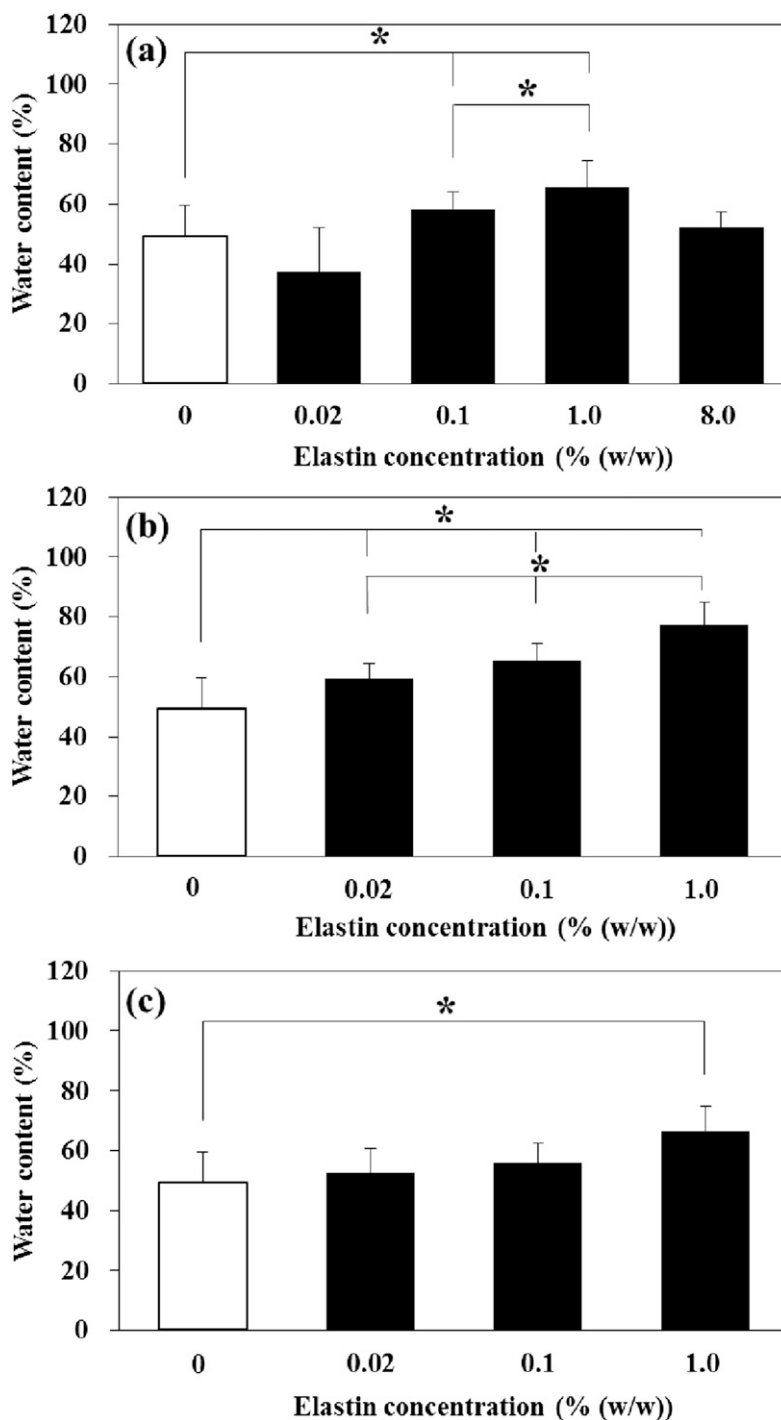 120
(a)
*
100
*
80
60
40
20
0
Water content (%)
0 0.02 0.1 1.0 8.0
Elastin concentration (% (w/w))
120
(b)
*
100
*
80
60
40
20
0
Water content (%)
0 0.02 0.1 1.0
Elastin concentration (% (w/w))
120
(c)
*
100
80
60
40
20
0
Water content (%)
0 0.02 0.1 1.0
Elastin concentration (% (w/w))